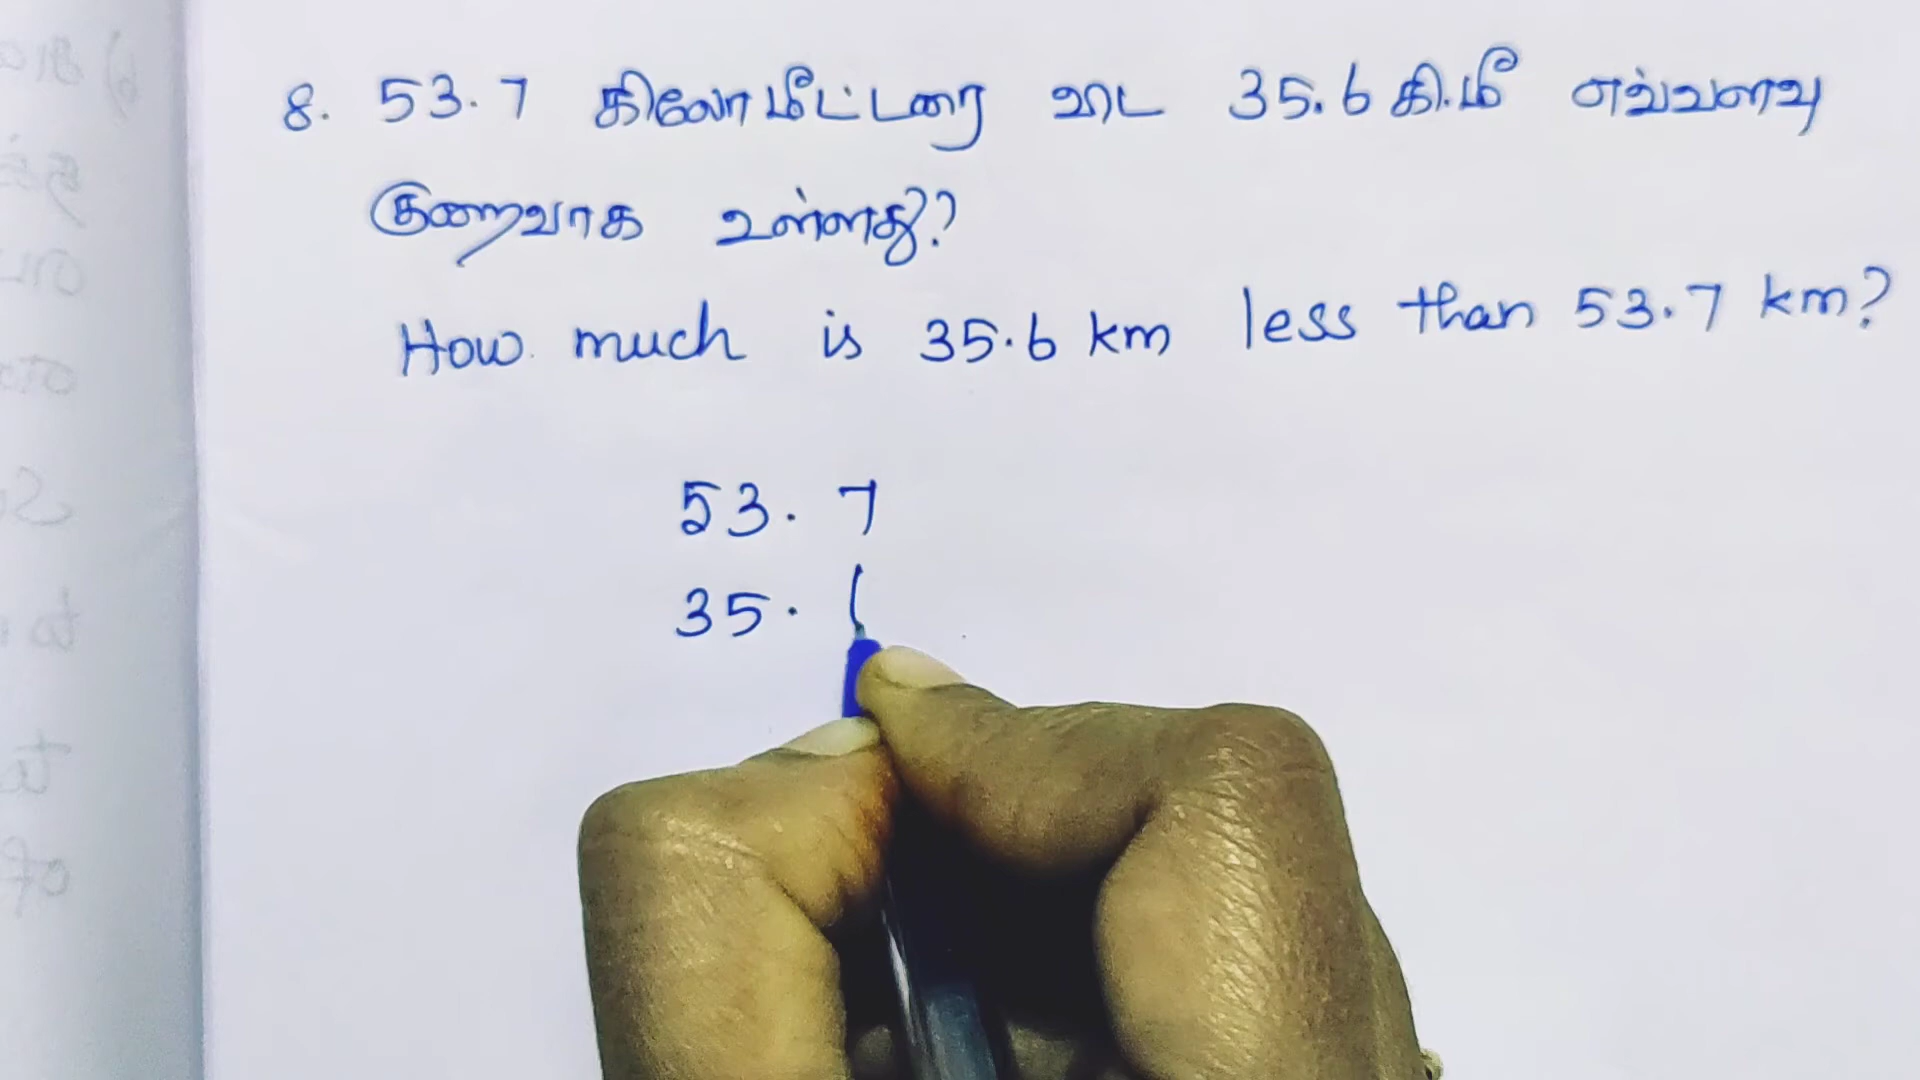 8. 53.7 கிலோமீட்டரை விட 35.6 கி.மீ எவ்வளவு
குறைவாக உள்ளது?
How much is 35.6 km less than 53.7 km?
53.7
35.